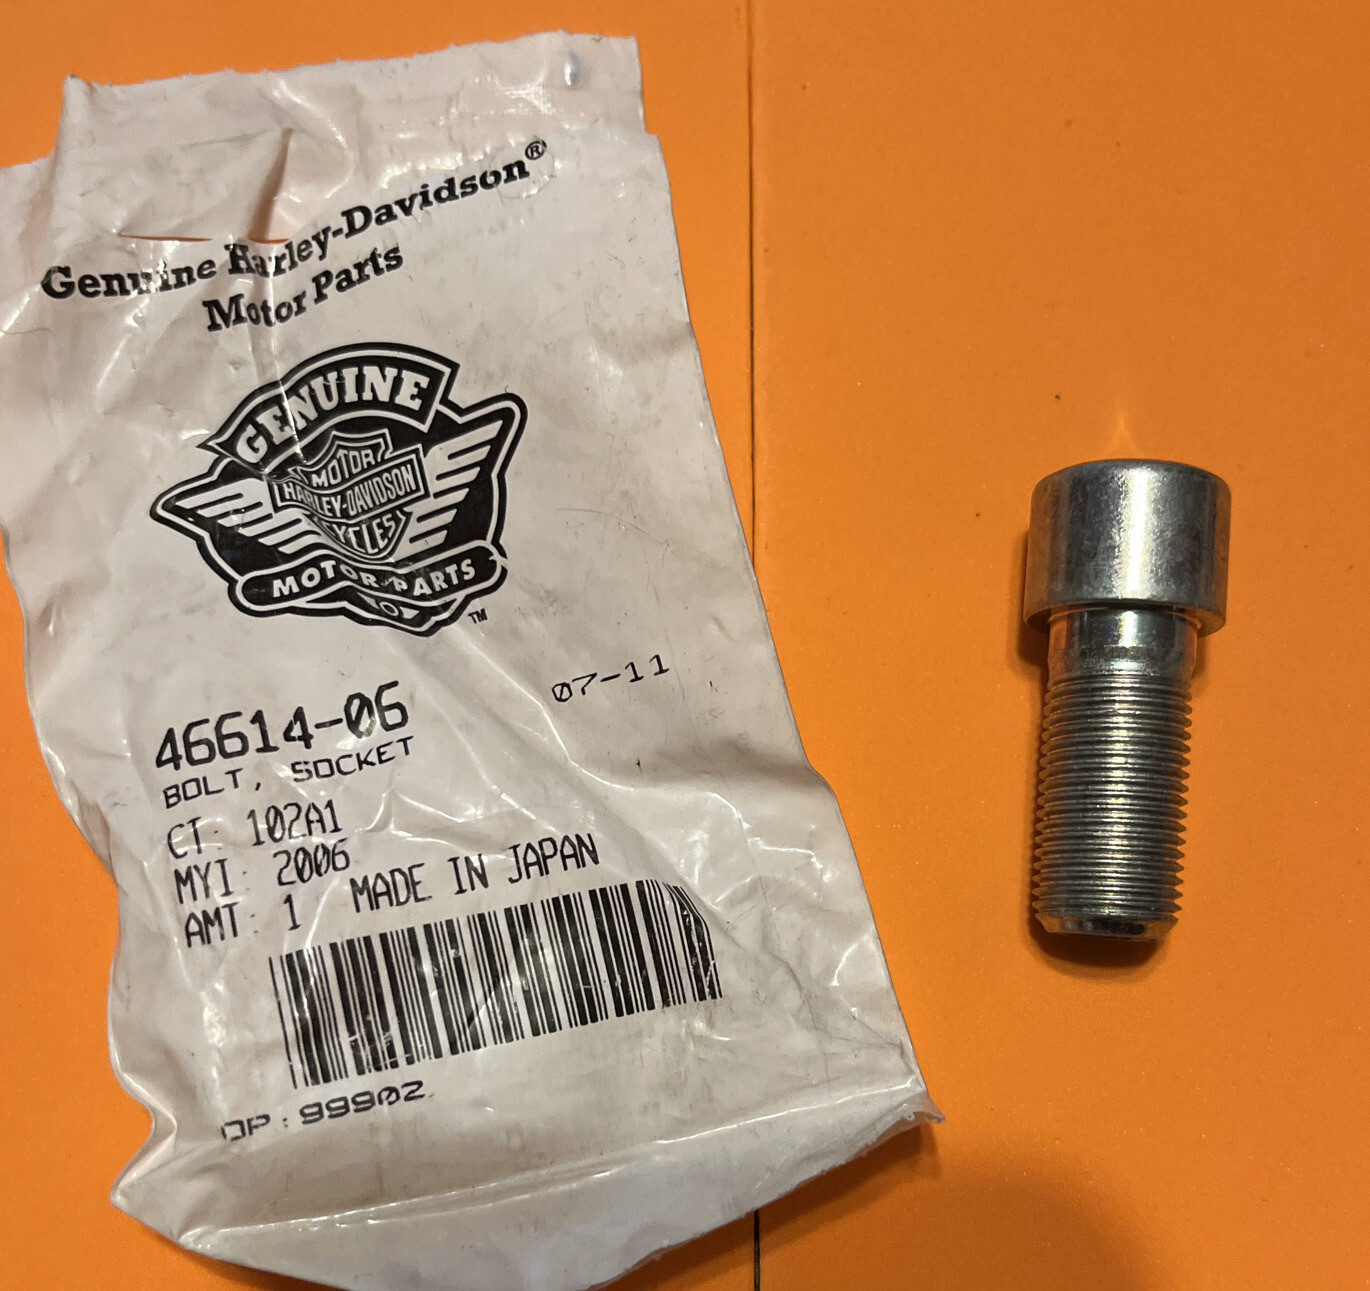 Genuine Harley-Davidson®
Motor Parts
GENUINE
MOTOR
HARLEY-DAVIDSON
CYCLES
MOTOR PARTS
TM
07-11
46614-06
BOLT, SOCKET
CT: 102A1
MYI: 2006
AMT: 1 MADE IN JAPAN
OP: 99902